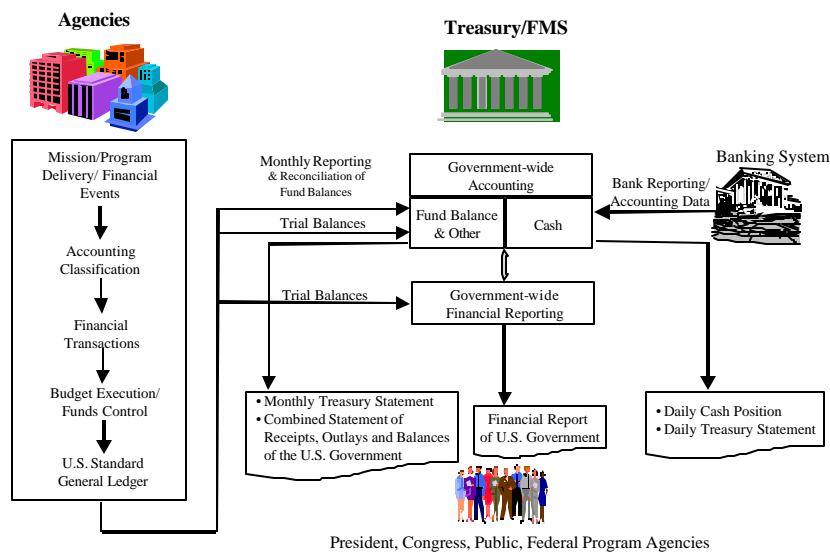 Agencies
Treasury/FMS
Mission/Program
Delivery/ Financial
Events
Accounting
Classification
Financial
Transactions
Budget Execution/
Funds Control
U.S. Standard
General Ledger
Monthly Reporting
& Reconciliation of
Fund Balances
Trial Balances
Trial Balances
Government-wide
Accounting
Fund Balance
& Other
Cash
Government-wide
Financial Reporting
Banking System
Bank Reporting/
Accounting Data
• Monthly Treasury Statement
• Combined Statement of
Receipts, Outlays and Balances
of the U.S. Government
Financial Report
of U.S. Government
• Daily Cash Position
• Daily Treasury Statement
President, Congress, Public, Federal Program Agencies